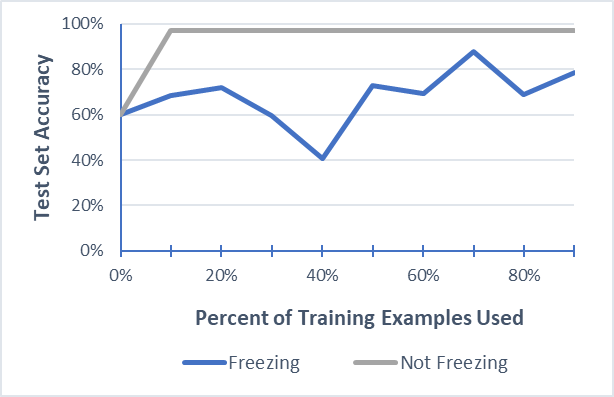 100%
80%
60%
40%
20%
0%
Test Set Accuracy
0% 20% 40% 60% 80%
Percent of Training Examples Used
Freezing Not Freezing